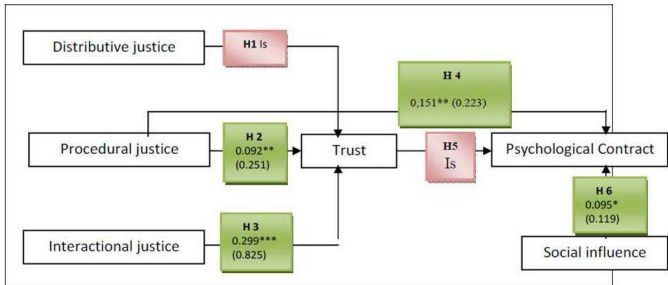 Distributive justice
H1 Is
H 4
0,151** (0.223)
Procedural justice
H 2
0.092**
(0.251)
Trust
H5
Is
Psychological Contract
H 3
0.299***
(0.825)
Interactional justice
H 6
0.095*
(0.119)
Social influence